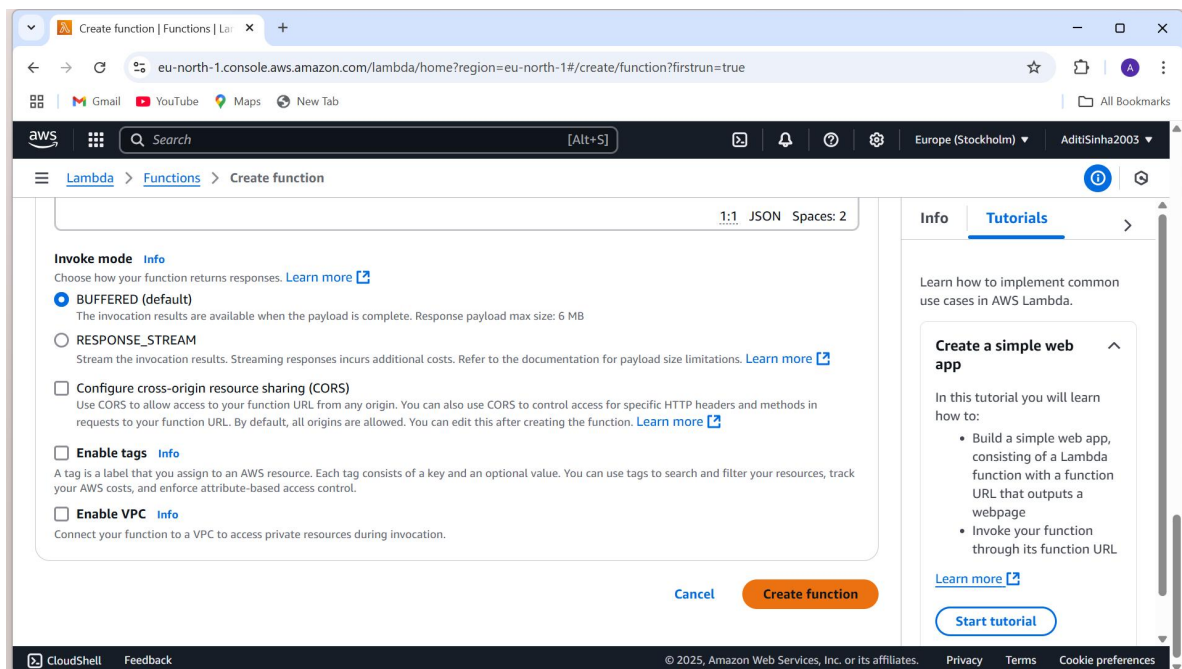 Create function | Functions | La
eu-north-1.console.aws.amazon.com/lambda/home?region=eu-north-1#/create/function?firstrun=true
A
Gmail YouTube Maps New Tab All Bookmarks
aws Search [Alt+S] Europe (Stockholm) AditiSinha2003
Lambda > Functions > Create function
1:1 JSON Spaces: 2
Invoke mode Info
Choose how your function returns responses. Learn more
BUFFERED (default)
The invocation results are available when the payload is complete. Response payload max size: 6 MB
RESPONSE_STREAM
Stream the invocation results. Streaming responses incurs additional costs. Refer to the documentation for payload size limitations. Learn more
Configure cross-origin resource sharing (CORS)
Use CORS to allow access to your function URL from any origin. You can also use CORS to control access for specific HTTP headers and methods in
requests to your function URL. By default, all origins are allowed. You can edit this after creating the function. Learn more
Enable tags Info
A tag is a label that you assign to an AWS resource. Each tag consists of a key and an optional value. You can use tags to search and filter your resources, track
your AWS costs, and enforce attribute-based access control.
Enable VPC Info
Connect your function to a VPC to access private resources during invocation.
Cancel Create function
Info Tutorials
Learn how to implement common
use cases in AWS Lambda.
Create a simple web
app
In this tutorial you will learn
how to:
• Build a simple web app,
consisting of a Lambda
function with a function
URL that outputs a
webpage
• Invoke your function
through its function URL
Learn more
Start tutorial
CloudShell Feedback © 2025, Amazon Web Services, Inc. or its affiliates. Privacy Terms Cookie preferences